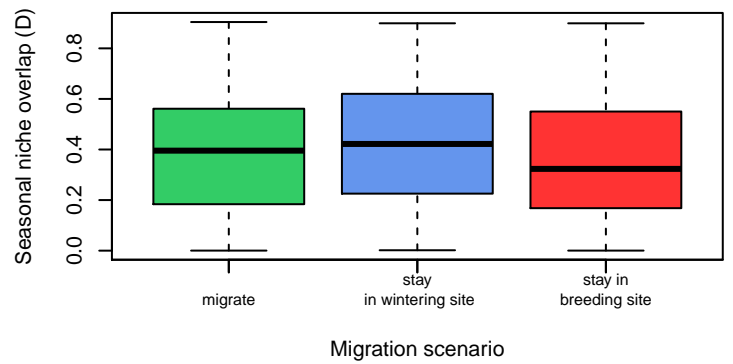 Seasonal niche overlap (D)
0.8
0.6
0.4
0.2
0.0
migrate
stay
in wintering site
stay in
breeding site
Migration scenario